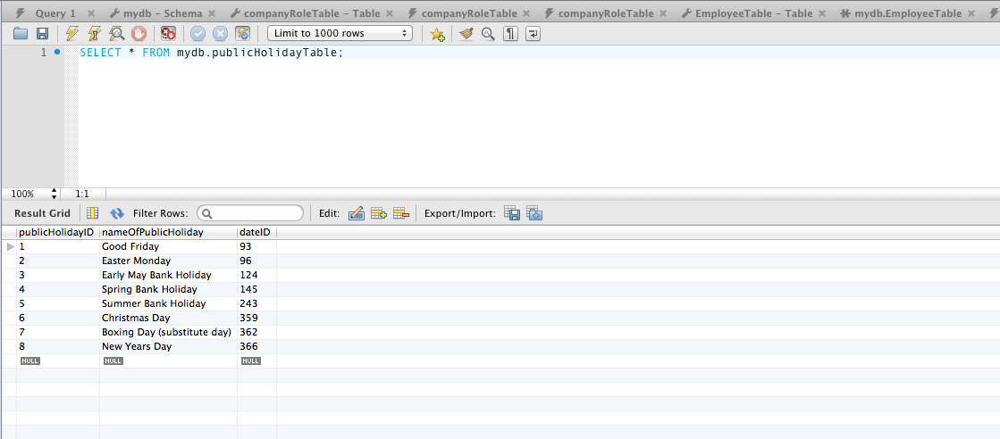 Query 1 mydb - Schema companyRoleTable - Table companyRoleTable companyRoleTable EmployeeTable - Table mydb.EmployeeTable
Limit to 1000 rows
1 SELECT * FROM mydb.publicHolidayTable;
100% 1:1
Result Grid Filter Rows: Edit: Export/Import:
publicHolidayID nameOfPublicHoliday dateID
1 Good Friday 93
2 Easter Monday 96
3 Early May Bank Holiday 124
4 Spring Bank Holiday 145
5 Summer Bank Holiday 243
6 Christmas Day 359
7 Boxing Day (substitute day) 362
8 New Years Day 366
NULL NULL NULL